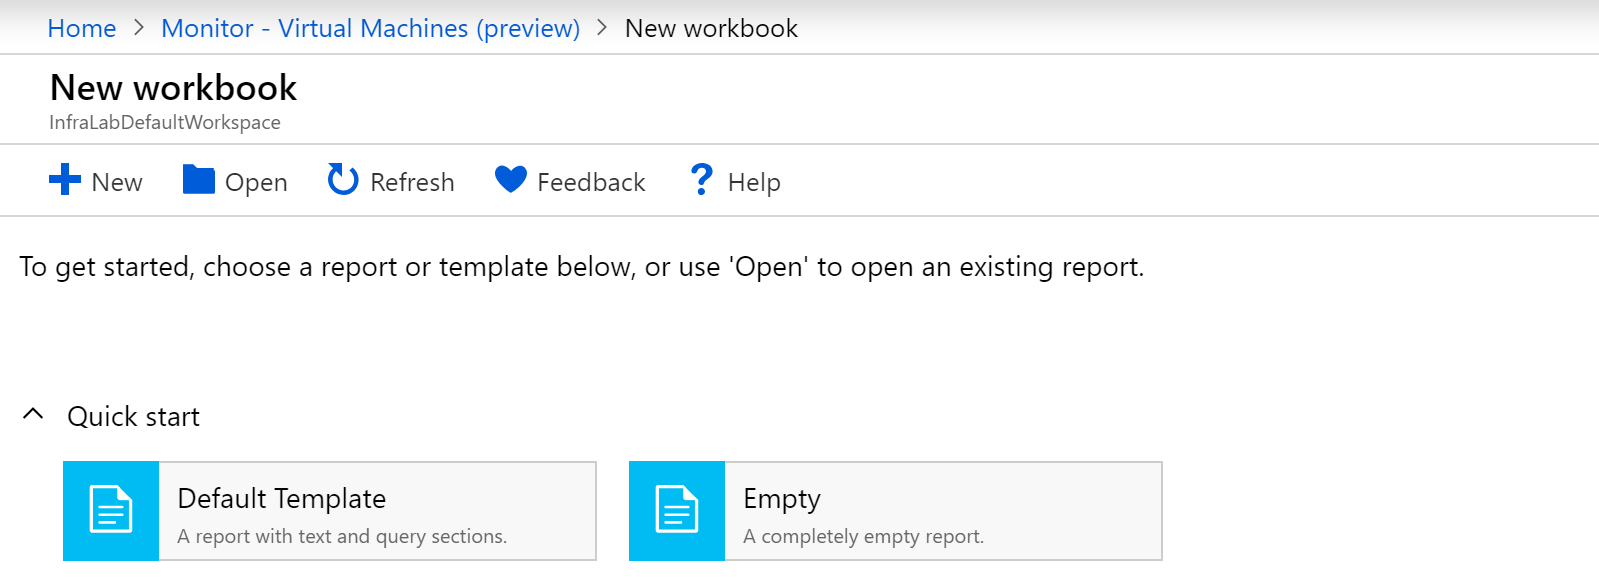 Home > Monitor - Virtual Machines (preview) > New workbook
New workbook
InfraLabDefaultWorkspace
New Open Refresh Feedback ? Help
To get started, choose a report or template below, or use 'Open' to open an existing report.
Quick start
Default Template
A report with text and query sections.
Empty
A completely empty report.